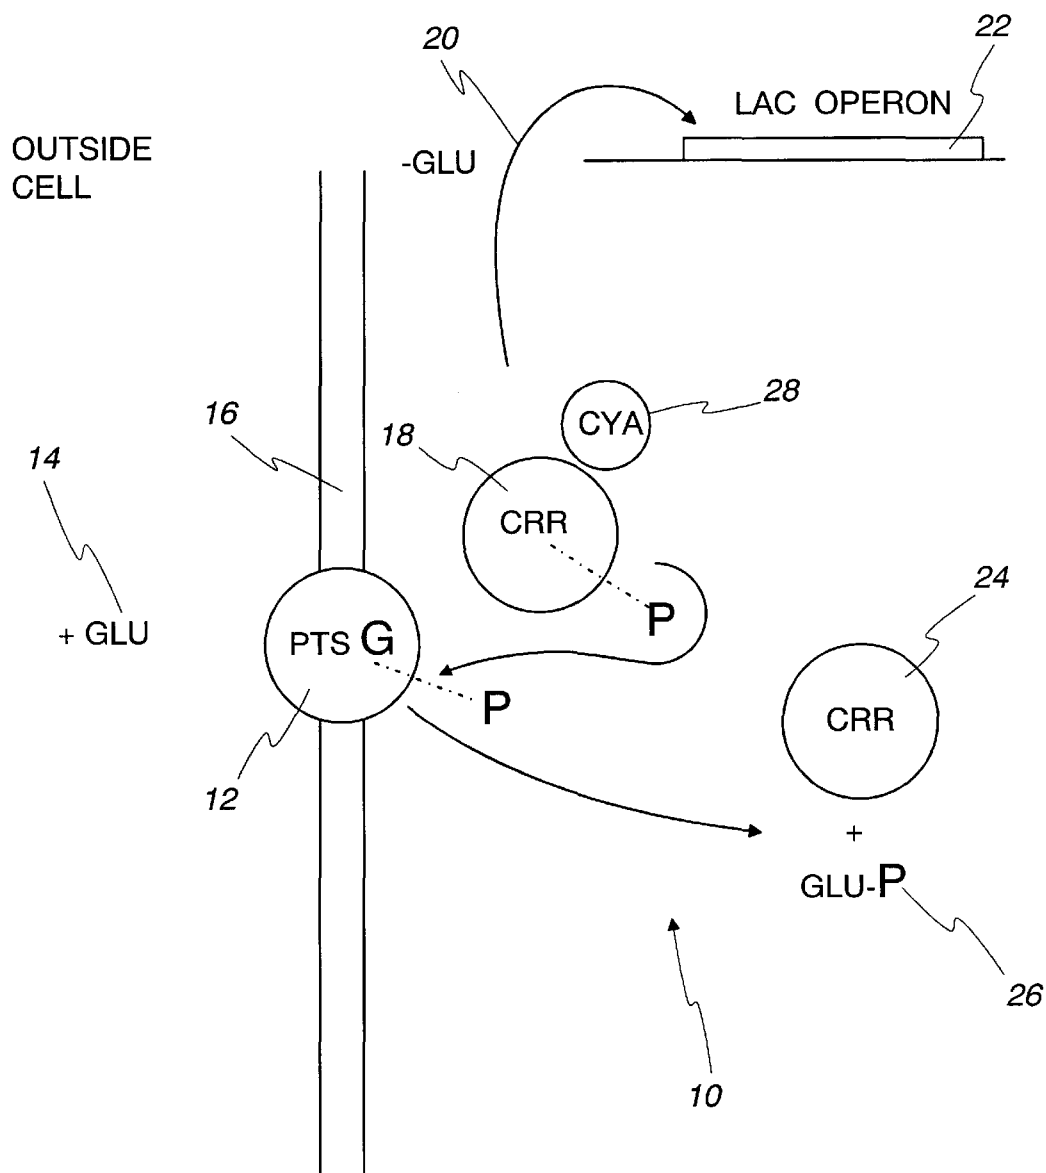 20
22
LAC OPERON
OUTSIDE
CELL
-GLU
28
16
CYA
18
14
CRR
24
P
+ GLU
PTS G
P
CRR
12
+
GLU-P
26
10